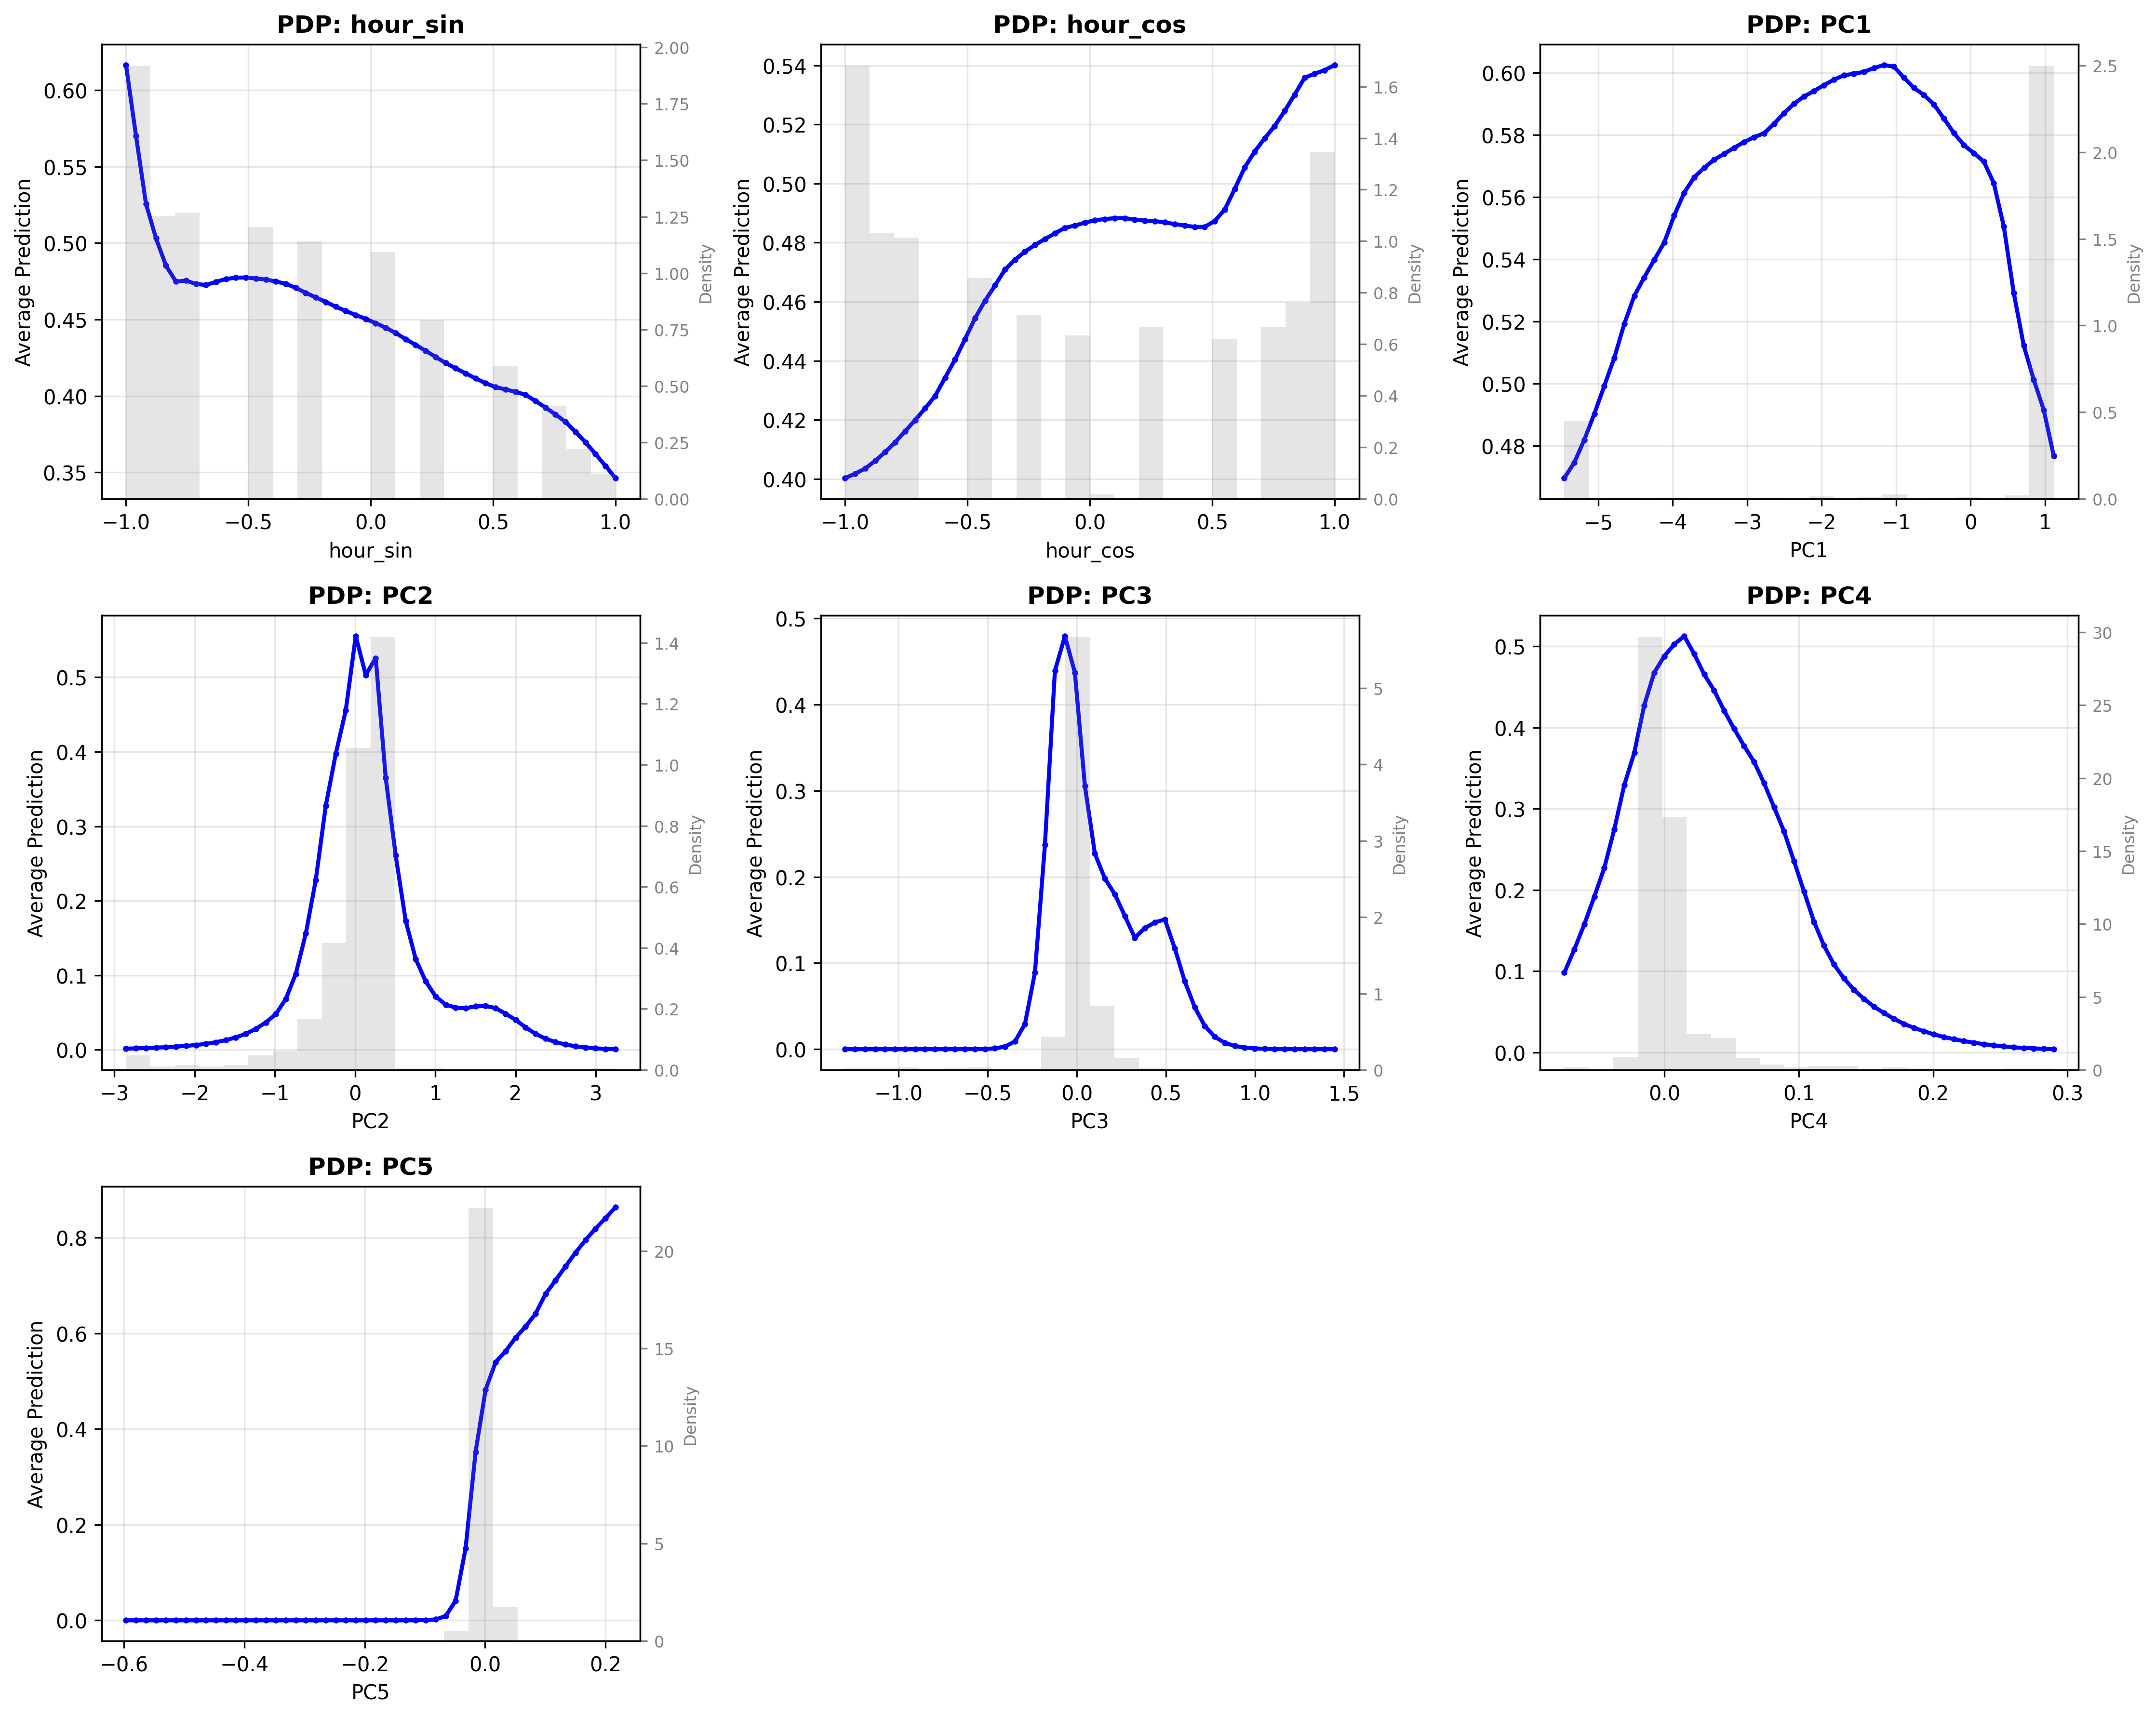 PDP: hour_sin
Average Prediction
0.60
0.55
0.50
0.45
0.40
0.35
2.00
1.75
1.50
1.25
1.00
0.75
0.50
0.25
0.00
Density
−1.0 −0.5 0.0 0.5 1.0
hour_sin
PDP: hour_cos
Average Prediction
0.54
0.52
0.50
0.48
0.46
0.44
0.42
0.40
1.6
1.4
1.2
1.0
0.8
0.6
0.4
0.2
0.0
Density
−1.0 −0.5 0.0 0.5 1.0
hour_cos
PDP: PC1
Average Prediction
0.60
0.58
0.56
0.54
0.52
0.50
0.48
2.5
2.0
1.5
1.0
0.5
0.0
Density
−5 −4 −3 −2 −1 0 1
PC1
PDP: PC2
Average Prediction
0.5
0.4
0.3
0.2
0.1
0.0
1.4
1.2
1.0
0.8
0.6
0.4
0.2
0.0
Density
−3 −2 −1 0 1 2 3
PC2
PDP: PC3
Average Prediction
0.5
0.4
0.3
0.2
0.1
0.0
5
4
3
2
1
0
Density
−1.0 −0.5 0.0 0.5 1.0 1.5
PC3
PDP: PC4
Average Prediction
0.5
0.4
0.3
0.2
0.1
0.0
30
25
20
15
10
5
0
Density
0.0 0.1 0.2 0.3
PC4
PDP: PC5
Average Prediction
0.8
0.6
0.4
0.2
0.0
20
15
10
5
0
Density
−0.6 −0.4 −0.2 0.0 0.2
PC5